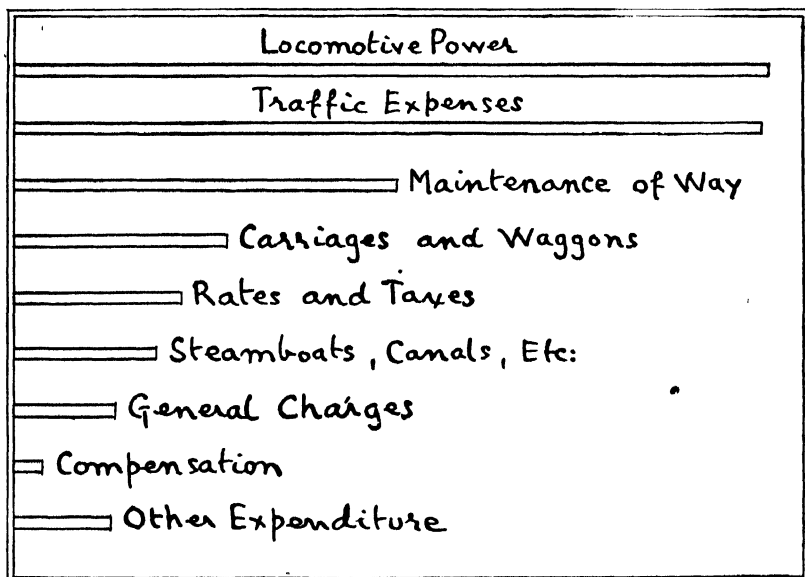 Locomotive Power
Traffic Expenses
Maintenance of Way
Carriages and Waggons
Rates and Taxes
Steamboats, Canals, Etc:
General Charges
Compensation
Other Expenditure